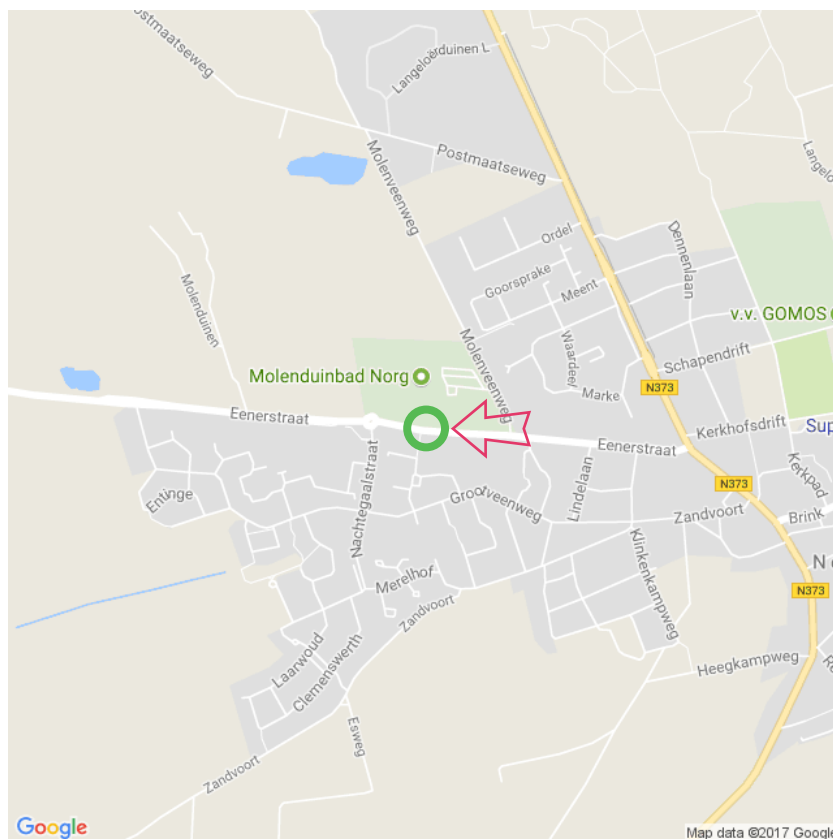 Postmaatseweg
Langeloërduinen L
Molenveenweg
Postmaatseweg
Langeloër
Ordel
Dennenlaan
Goorsprake
Meent
Molenduinen
v.v. GOMOS
Molenveenweg
Waardeel
Schapendrift
Molenduinbad Norg
Marke
N373
Eenerstraat
Eenerstraat
Kerkhofsdrift
Sup
Nachtegaalstraat
Lindelaan
Kerkpad
N373
Entinge
Grootveenweg
Zandvoort
Brink
Klinkenkampweg
N
Merelhof
N373
Zandvoort
Laarwoud
Clemenswerth
Heegkampweg
Esweg
Zandvoort
Google
Map data ©2017 Google